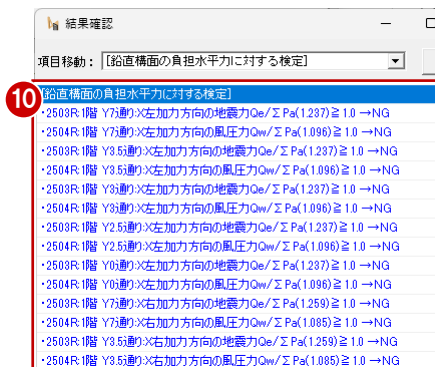 結果確認
項目移動： [鉛直構面の負担水平力に対する検定]
10
[鉛直構面の負担水平力に対する検定]
・2503R:1階 Y7通り:X左加力方向の地震力Qe/ΣPa(1.237)≧1.0 →NG
・2504R:1階 Y7通り:X左加力方向の風圧力Qw/ΣPa(1.096)≧1.0 →NG
・2503R:1階 Y3.5通り:X左加力方向の地震力Qe/ΣPa(1.237)≧1.0 →NG
・2504R:1階 Y3.5通り:X左加力方向の風圧力Qw/ΣPa(1.096)≧1.0 →NG
・2503R:1階 Y3通り:X左加力方向の地震力Qe/ΣPa(1.237)≧1.0 →NG
・2504R:1階 Y3通り:X左加力方向の風圧力Qw/ΣPa(1.096)≧1.0 →NG
・2503R:1階 Y2.5通り:X左加力方向の地震力Qe/ΣPa(1.237)≧1.0 →NG
・2504R:1階 Y2.5通り:X左加力方向の風圧力Qw/ΣPa(1.096)≧1.0 →NG
・2503R:1階 Y0通り:X左加力方向の地震力Qe/ΣPa(1.237)≧1.0 →NG
・2504R:1階 Y0通り:X左加力方向の風圧力Qw/ΣPa(1.096)≧1.0 →NG
・2503R:1階 Y7通り:X右加力方向の地震力Qe/ΣPa(1.259)≧1.0 →NG
・2504R:1階 Y7通り:X右加力方向の風圧力Qw/ΣPa(1.085)≧1.0 →NG
・2503R:1階 Y3.5通り:X右加力方向の地震力Qe/ΣPa(1.259)≧1.0 →NG
・2504R:1階 Y3.5通り:X右加力方向の風圧力Qw/ΣPa(1.085)≧1.0 →NG